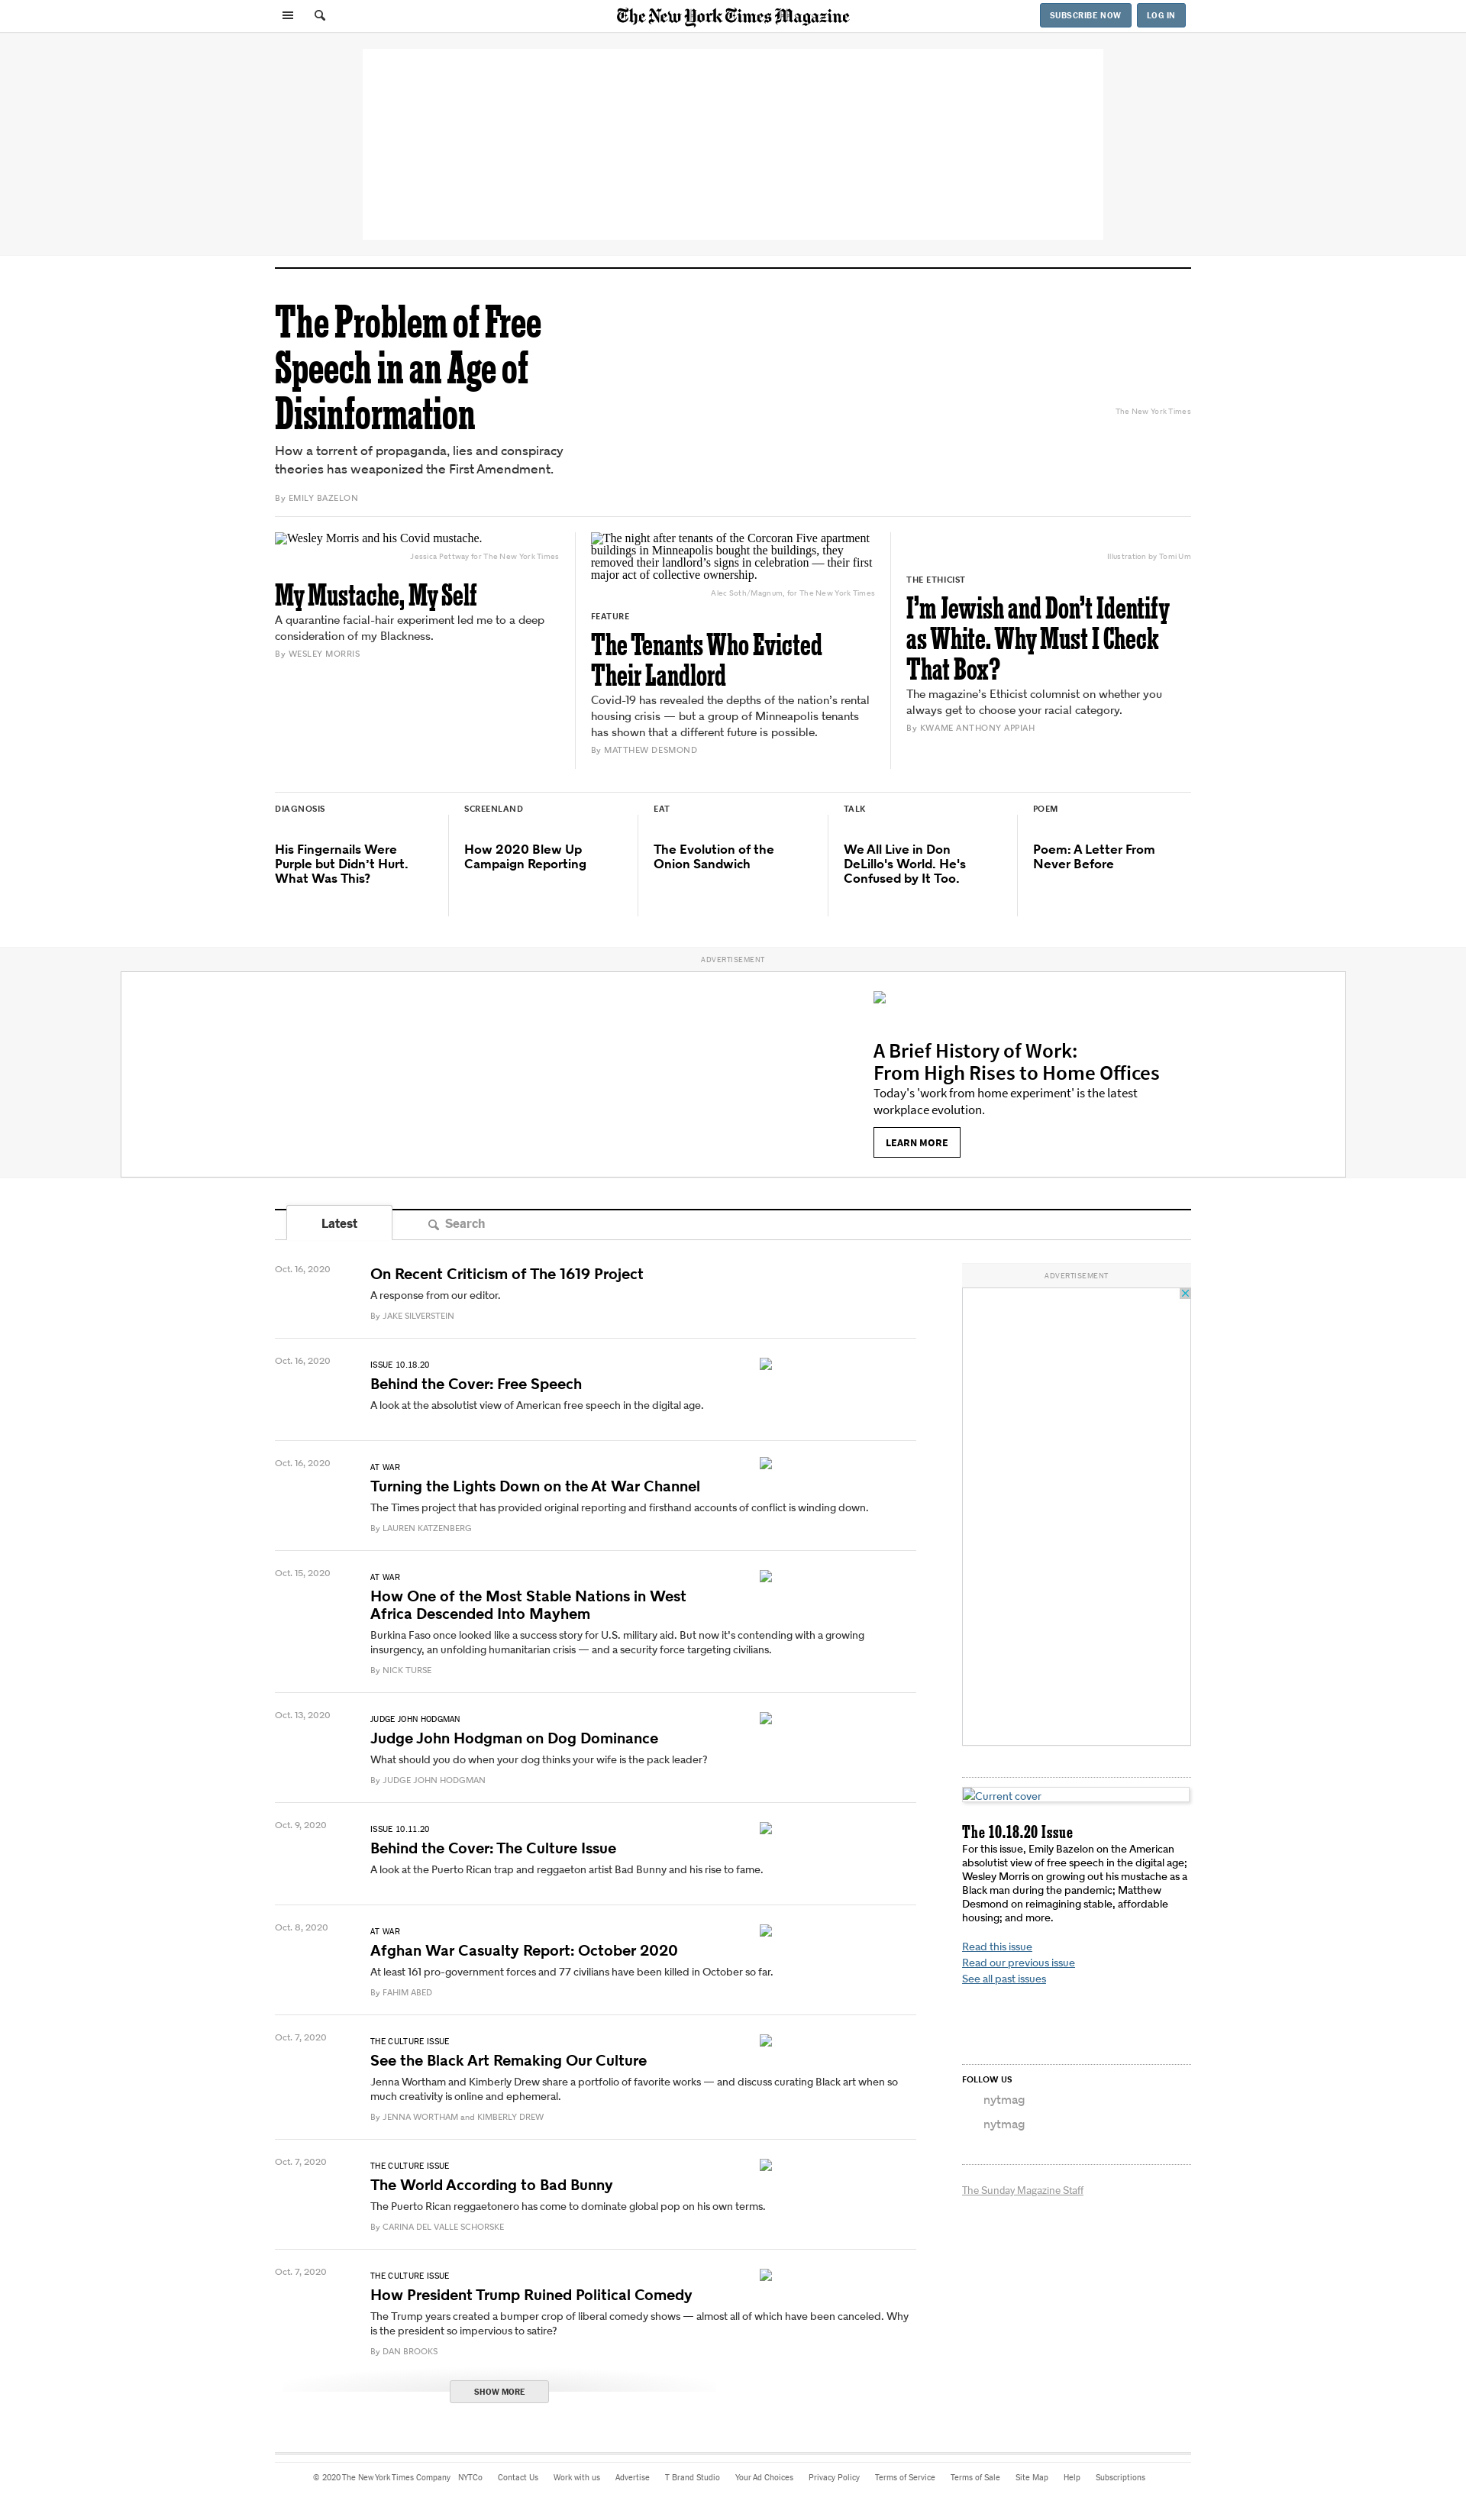 The New York Times Magazine
SUBSCRIBE NOW
LOG IN
The Problem of Free
Speech in an Age of
Disinformation
How a torrent of propaganda, lies and conspiracy
theories has weaponized the First Amendment.
By EMILY BAZELON
The New York Times
Wesley Morris and his Covid mustache.
Jessica Pettway for The New York Times
My Mustache, My Self
A quarantine facial-hair experiment led me to a deep
consideration of my Blackness.
By WESLEY MORRIS
The night after tenants of the Corcoran Five apartment
buildings in Minneapolis bought the buildings, they
removed their landlord’s signs in celebration — their first
major act of collective ownership.
Alec Soth/Magnum, for The New York Times
FEATURE
The Tenants Who Evicted
Their Landlord
Covid-19 has revealed the depths of the nation’s rental
housing crisis — but a group of Minneapolis tenants
has shown that a different future is possible.
By MATTHEW DESMOND
Illustration by Tomi Um
THE ETHICIST
I’m Jewish and Don’t Identify
as White. Why Must I Check
That Box?
The magazine’s Ethicist columnist on whether you
always get to choose your racial category.
By KWAME ANTHONY APPIAH
DIAGNOSIS
His Fingernails Were
Purple but Didn’t Hurt.
What Was This?
SCREENLAND
How 2020 Blew Up
Campaign Reporting
EAT
The Evolution of the
Onion Sandwich
TALK
We All Live in Don
DeLillo's World. He's
Confused by It Too.
POEM
Poem: A Letter From
Never Before
ADVERTISEMENT
A Brief History of Work:
From High Rises to Home Offices
Today's 'work from home experiment' is the latest
workplace evolution.
LEARN MORE
Latest
Search
Oct. 16, 2020
On Recent Criticism of The 1619 Project
A response from our editor.
By JAKE SILVERSTEIN
Oct. 16, 2020
ISSUE 10.18.20
Behind the Cover: Free Speech
A look at the absolutist view of American free speech in the digital age.
Oct. 16, 2020
AT WAR
Turning the Lights Down on the At War Channel
The Times project that has provided original reporting and firsthand accounts of conflict is winding down.
By LAUREN KATZENBERG
Oct. 15, 2020
AT WAR
How One of the Most Stable Nations in West
Africa Descended Into Mayhem
Burkina Faso once looked like a success story for U.S. military aid. But now it’s contending with a growing
insurgency, an unfolding humanitarian crisis — and a security force targeting civilians.
By NICK TURSE
Oct. 13, 2020
JUDGE JOHN HODGMAN
Judge John Hodgman on Dog Dominance
What should you do when your dog thinks your wife is the pack leader?
By JUDGE JOHN HODGMAN
Oct. 9, 2020
ISSUE 10.11.20
Behind the Cover: The Culture Issue
A look at the Puerto Rican trap and reggaeton artist Bad Bunny and his rise to fame.
Oct. 8, 2020
AT WAR
Afghan War Casualty Report: October 2020
At least 161 pro-government forces and 77 civilians have been killed in October so far.
By FAHIM ABED
Oct. 7, 2020
THE CULTURE ISSUE
See the Black Art Remaking Our Culture
Jenna Wortham and Kimberly Drew share a portfolio of favorite works — and discuss curating Black art when so
much creativity is online and ephemeral.
By JENNA WORTHAM and KIMBERLY DREW
Oct. 7, 2020
THE CULTURE ISSUE
The World According to Bad Bunny
The Puerto Rican reggaetonero has come to dominate global pop on his own terms.
By CARINA DEL VALLE SCHORSKE
Oct. 7, 2020
THE CULTURE ISSUE
How President Trump Ruined Political Comedy
The Trump years created a bumper crop of liberal comedy shows — almost all of which have been canceled. Why
is the president so impervious to satire?
By DAN BROOKS
SHOW MORE
ADVERTISEMENT
Current cover
The 10.18.20 Issue
For this issue, Emily Bazelon on the American
absolutist view of free speech in the digital age;
Wesley Morris on growing out his mustache as a
Black man during the pandemic; Matthew
Desmond on reimagining stable, affordable
housing; and more.
Read this issue
Read our previous issue
See all past issues
FOLLOW US
nytmag
nytmag
The Sunday Magazine Staff
© 2020 The New York Times Company NYTCo Contact Us Work with us Advertise T Brand Studio Your Ad Choices Privacy Policy Terms of Service Terms of Sale Site Map Help Subscriptions